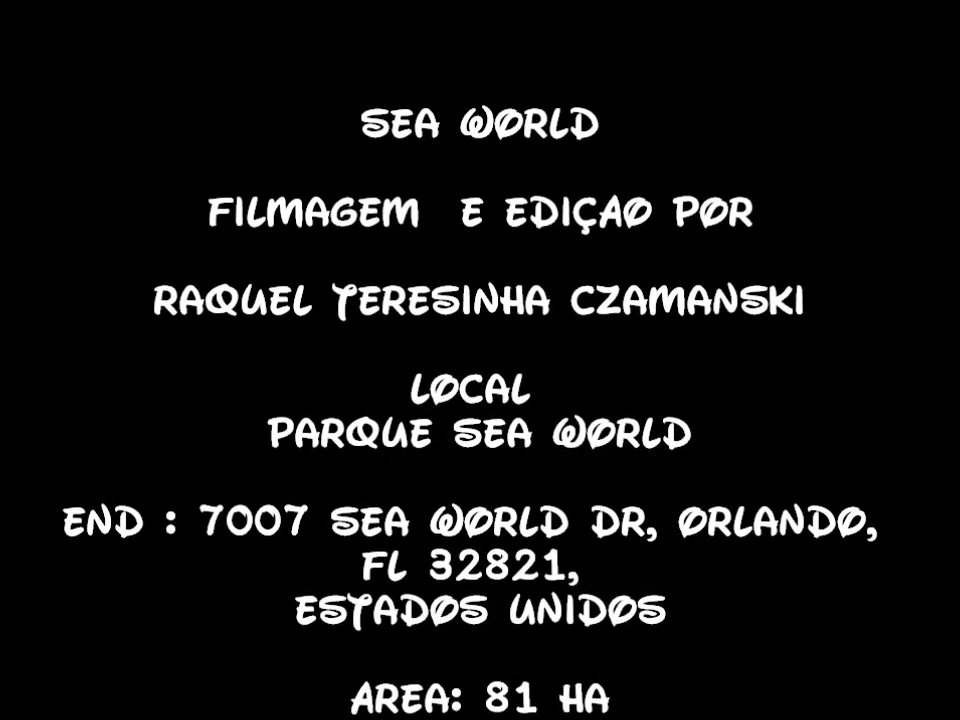 SEA WORLD
FILMAGEM E EDIÇAO POR
RAQUEL TERESINHA CZAMANSKI
LOCAL
PARQUE SEA WORLD
END : 7007 SEA WORLD DR, ORLANDO,
FL 32821,
ESTADOS UNIDOS
AREA: 81 HA